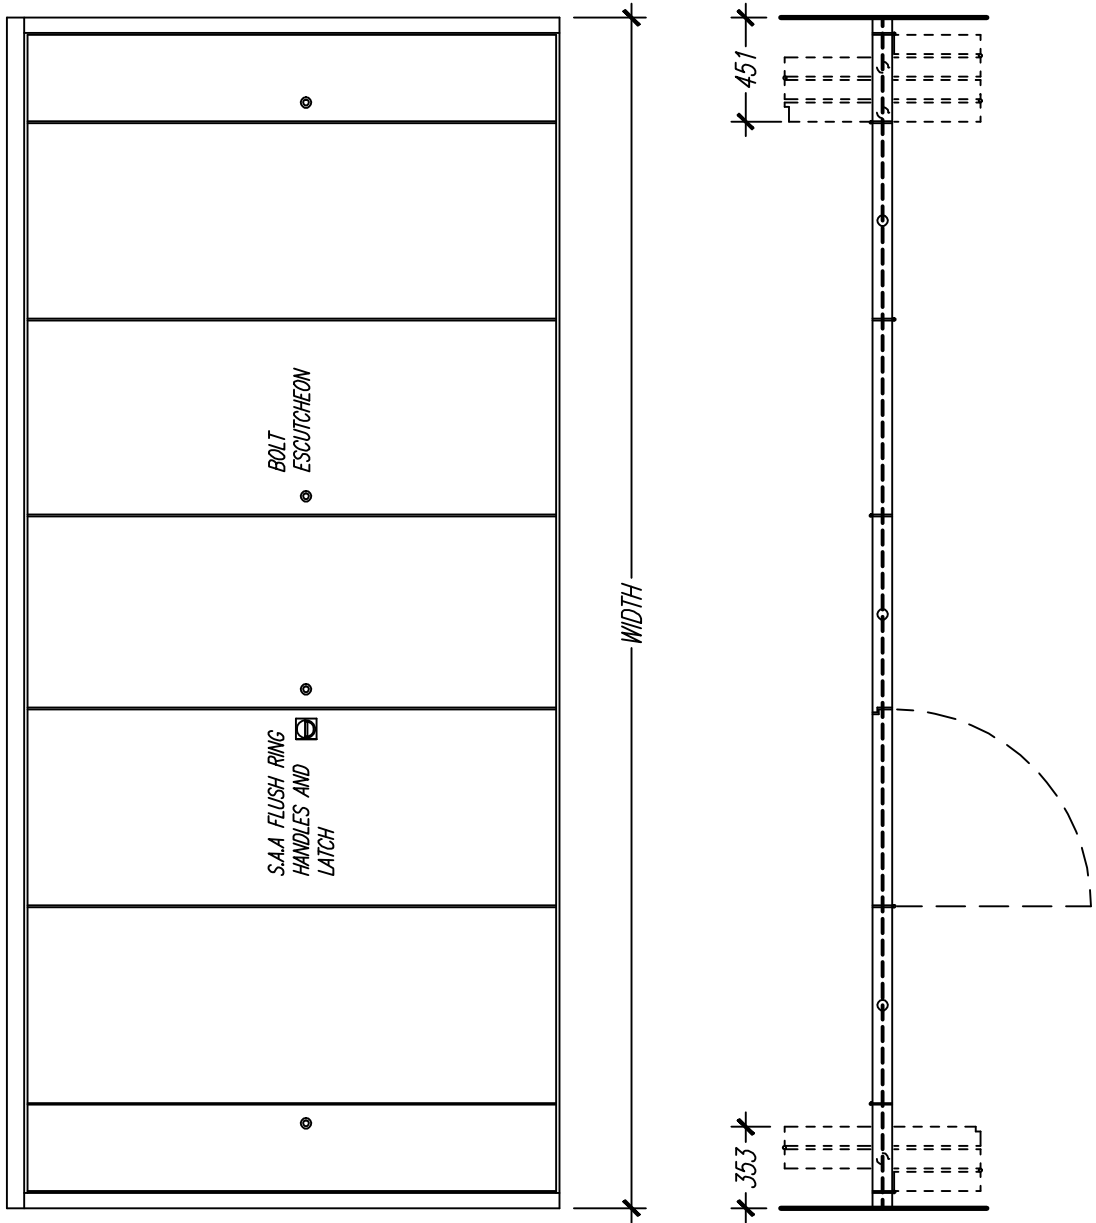 BOLT
ESCUTCHEON
S.A.A FLUSH RING
HANDLES AND
LATCH
WIDTH
451
353